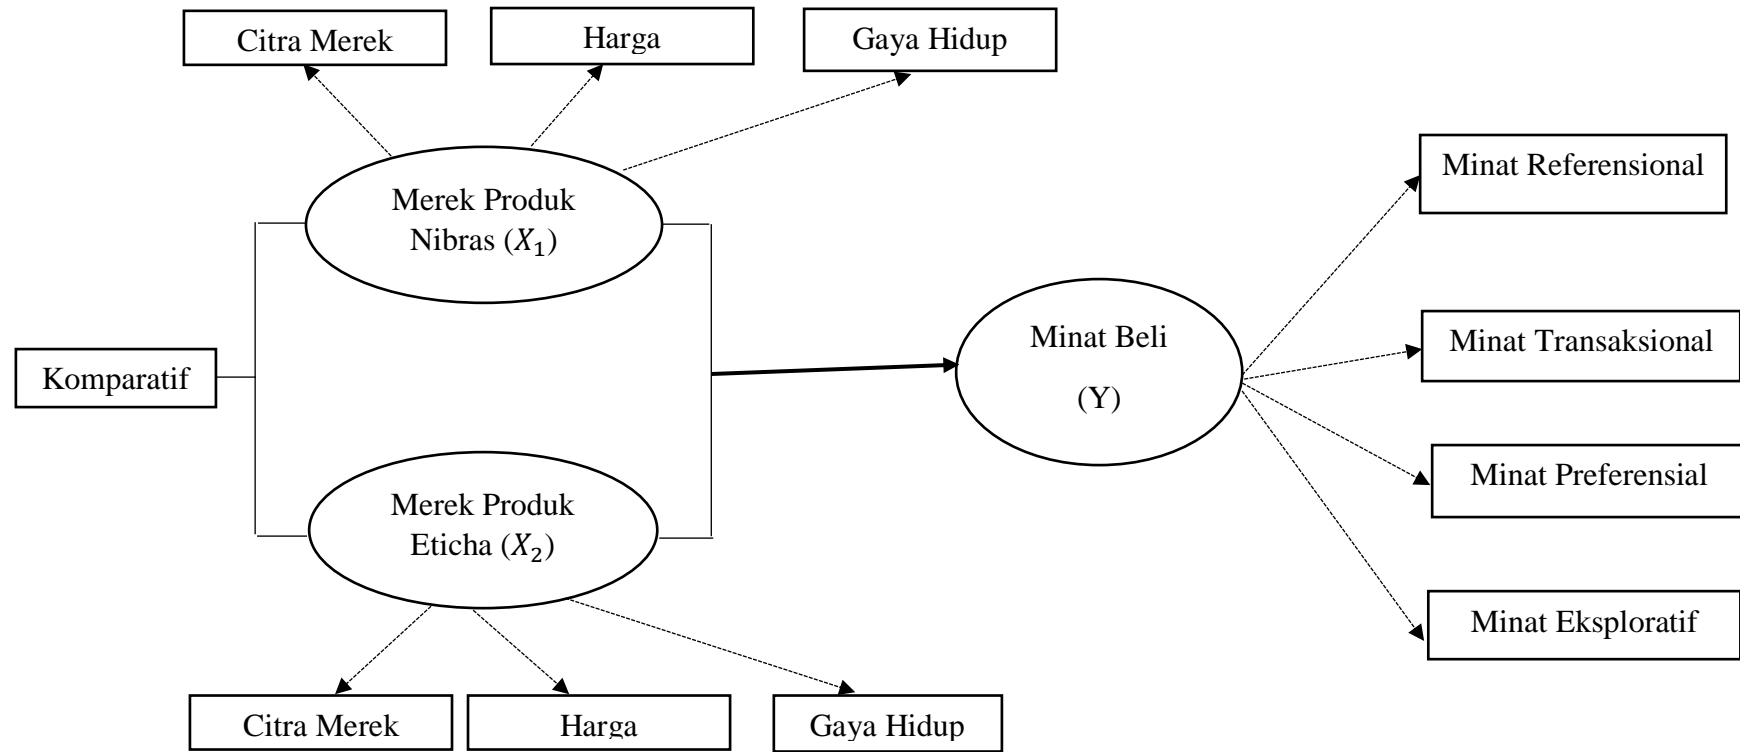 Citra Merek
Harga
Gaya Hidup
Merek Produk
Nibras (X₁)
Minat Referensional
Komparatif
Minat Beli
(Y)
Minat Transaksional
Merek Produk
Eticha (X₂)
Minat Preferensial
Minat Eksploratif
Citra Merek
Harga
Gaya Hidup